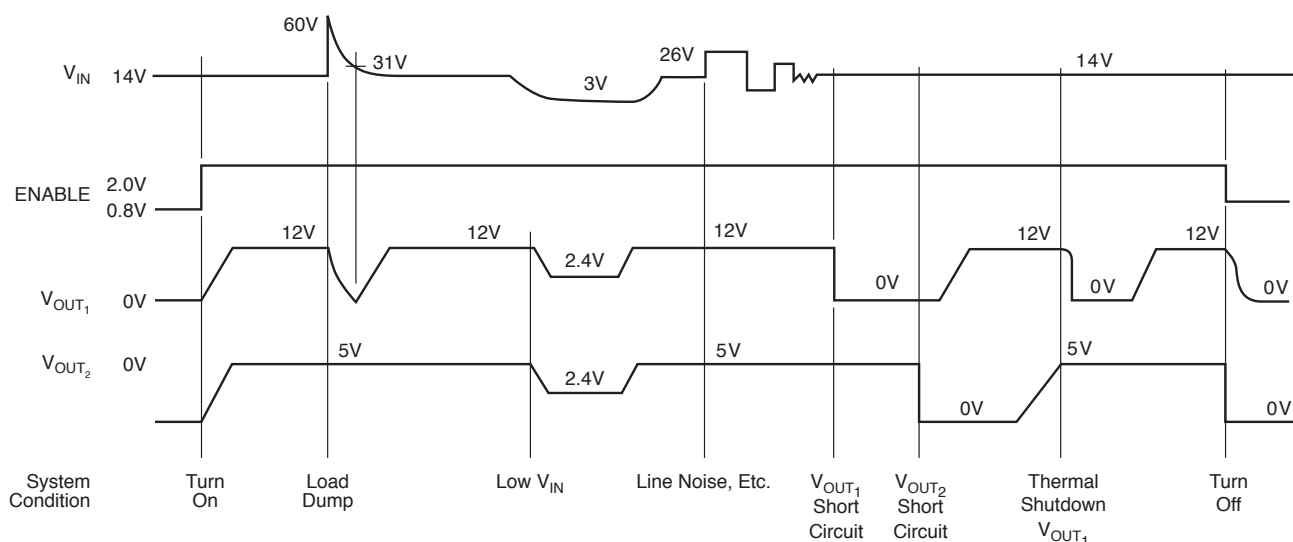 60V
31V
V_IN 14V
3V
26V
14V
ENABLE
2.0V
0.8V
12V 12V 2.4V 12V 12V 12V
V_OUT1 0V 0V 0V 0V
V_OUT2 0V 5V 2.4V 5V 5V
0V 0V
System Condition
Turn On
Load Dump
Low V_IN
Line Noise, Etc.
V_OUT1 Short Circuit
V_OUT2 Short Circuit
Thermal Shutdown V_OUT1
Turn Off